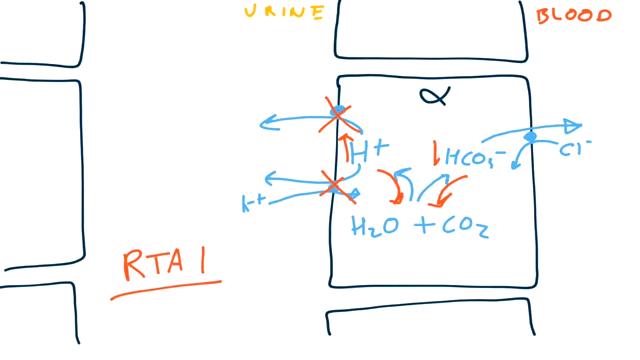 URINE
BLOOD
α
H+
HCO₃-
Cl-
K+
H₂O + CO₂
RTA 1